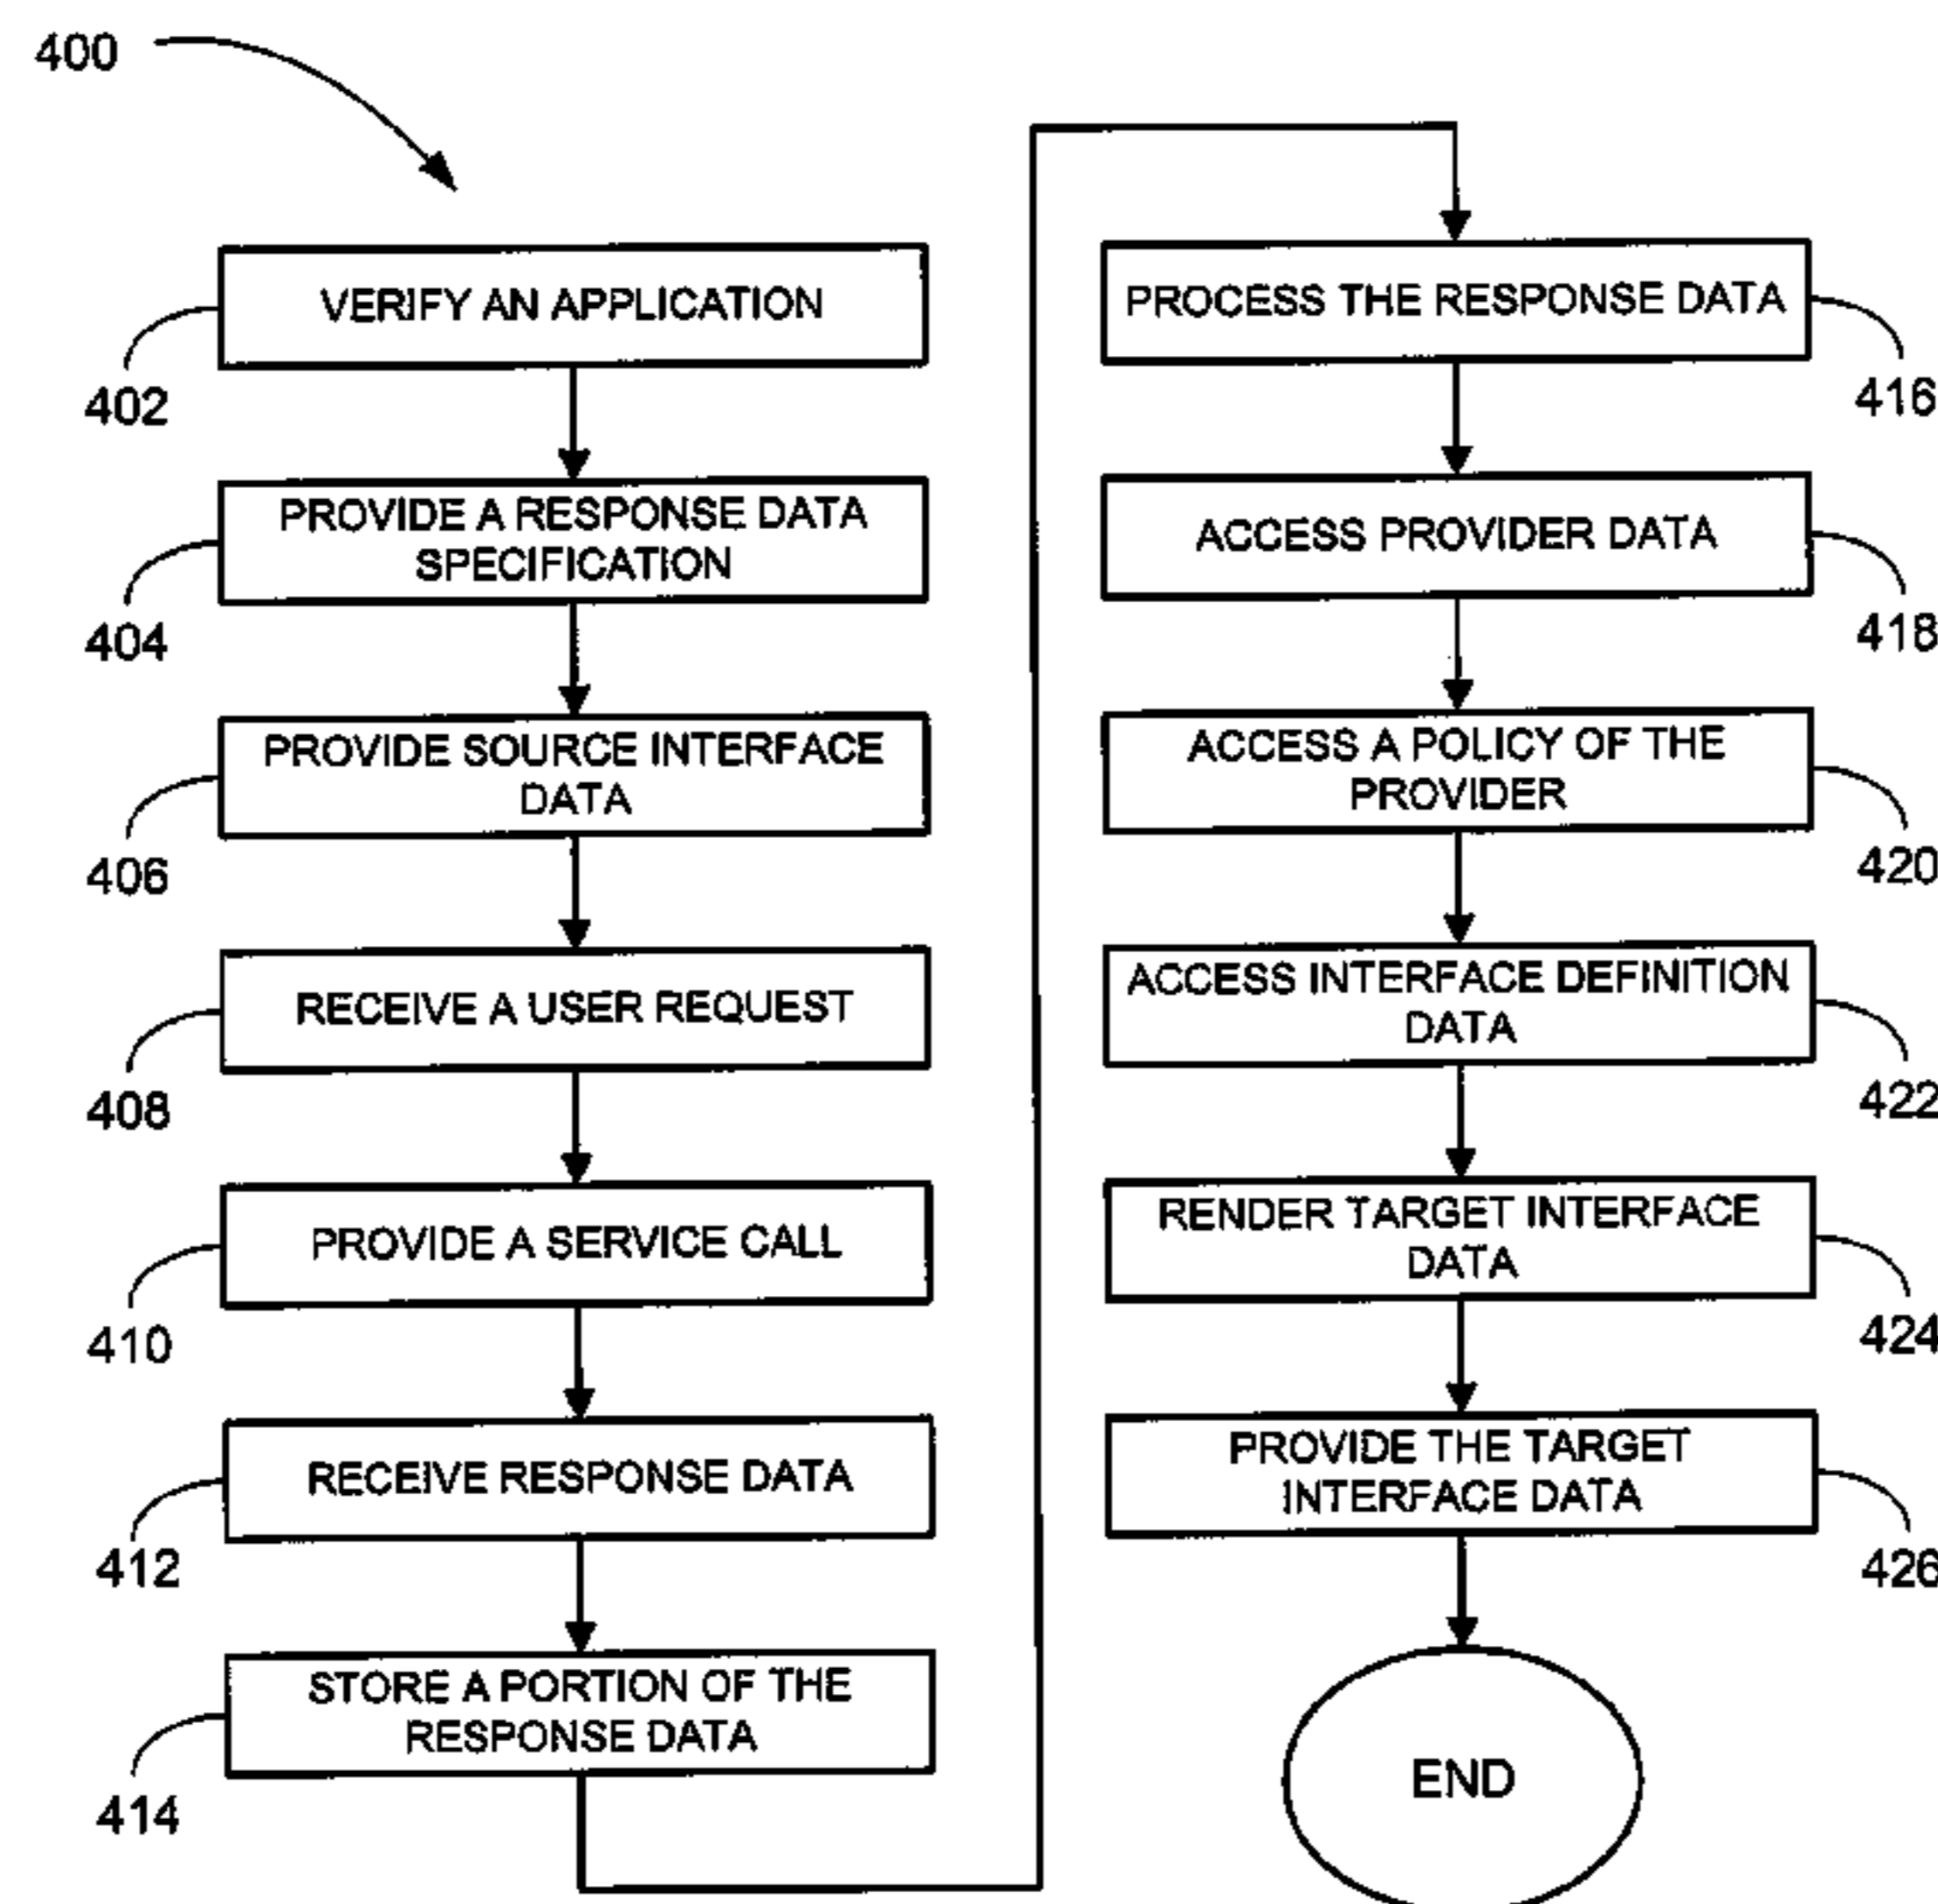 400
VERIFY AN APPLICATION
402
PROVIDE A RESPONSE DATA
SPECIFICATION
404
PROVIDE SOURCE INTERFACE
DATA
406
RECEIVE A USER REQUEST
408
PROVIDE A SERVICE CALL
410
RECEIVE RESPONSE DATA
412
STORE A PORTION OF THE
RESPONSE DATA
414
PROCESS THE RESPONSE DATA
416
ACCESS PROVIDER DATA
418
ACCESS A POLICY OF THE
PROVIDER
420
ACCESS INTERFACE DEFINITION
DATA
422
RENDER TARGET INTERFACE
DATA
424
PROVIDE THE TARGET
INTERFACE DATA
426
END